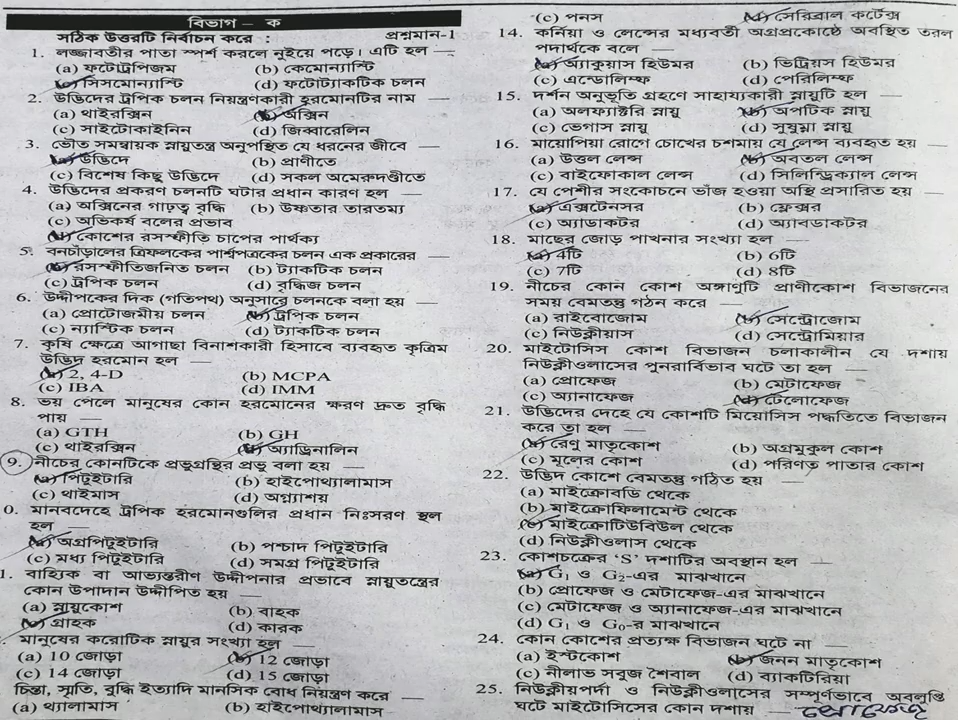 বিভাগ – ক
সঠিক উত্তরটি নির্বাচন করে : প্রশ্নমান-1
1. লজ্জাবতীর পাতা স্পর্শ করলে নুইয়ে পড়ে। এটি হল —
(a) ফটোট্রপিজম (b) কেমোন্যাস্টি
(c) সিসমোন্যাস্টি (d) ফটোট্যাকটিক চলন
2. উদ্ভিদের ট্রপিক চলন নিয়ন্ত্রণকারী হরমোনটির নাম —
(a) থাইরক্সিন (b) অক্সিন
(c) সাইটোকাইনিন (d) জিব্বারেলিন
3. ভৌত সমন্বায়ক স্নায়ুতন্ত্র অনুপস্থিত যে ধরনের জীবে —
(a) উদ্ভিদে (b) প্রাণীতে
(c) বিশেষ কিছু উদ্ভিদে (d) সকল অমেরুদণ্ডীতে
4. উদ্ভিদের প্রকরণ চলনটি ঘটার প্রধান কারণ হল —
(a) অক্সিনের গাঢ়ত্ব বৃদ্ধি (b) উষ্ণতার তারতম্য
(c) অভিকর্ষ বলের প্রভাব
(d) কোশের রসস্ফীতি চাপের পার্থক্য
5. বনচাঁড়ালের ত্রিফলকের পার্শ্বপত্রকের চলন এক প্রকারের —
(a) রসস্ফীতিজনিত চলন (b) ট্যাকটিক চলন
(c) ট্রপিক চলন (d) বৃদ্ধিজ চলন
6. উদ্দীপকের দিক (গতিপথ) অনুসারে চলনকে বলা হয় —
(a) প্রোটোজমীয় চলন (b) ট্রপিক চলন
(c) ন্যাস্টিক চলন (d) ট্যাকটিক চলন
7. কৃষি ক্ষেত্রে আগাছা বিনাশকারী হিসাবে ব্যবহৃত কৃত্রিম
উদ্ভিদ হরমোন হল —
(a) 2, 4-D (b) MCPA
(c) IBA (d) IMM
8. ভয় পেলে মানুষের কোন হরমোনের ক্ষরণ দ্রুত বৃদ্ধি
পায় —
(a) GTH (b) GH
(c) থাইরক্সিন (d) অ্যাড্রিনালিন
9. নীচের কোনটিকে প্রভুগ্রন্থির প্রভু বলা হয় —
(a) পিটুইটারি (b) হাইপোথ্যালামাস
(c) থাইমাস (d) অগ্ন্যাশয়
0. মানবদেহে ট্রপিক হরমোনগুলির প্রধান নিঃসরণ স্থল
হল —
(a) অগ্রপিটুইটারি (b) পশ্চাদ পিটুইটারি
(c) মধ্য পিটুইটারি (d) সমগ্র পিটুইটারি
1. বাহ্যিক বা আভ্যন্তরীণ উদ্দীপনার প্রভাবে স্নায়ুতন্ত্রের
কোন উপাদান উদ্দীপিত হয় —
(a) স্নায়ুকোশ (b) বাহক
(c) গ্রাহক (d) কারক
. মানুষের করোটিক স্নায়ুর সংখ্যা হল —
(a) 10 জোড়া (b) 12 জোড়া
(c) 14 জোড়া (d) 15 জোড়া
চিন্তা, স্মৃতি, বুদ্ধি ইত্যাদি মানসিক বোধ নিয়ন্ত্রণ করে —
(a) থ্যালামাস (b) হাইপোথ্যালামাস
(c) পনস (d) সেরিব্রাল কর্টেক্স
14. কর্নিয়া ও লেন্সের মধ্যবর্তী অগ্রপ্রকোষ্ঠে অবস্থিত তরল
পদার্থকে বলে —
(a) অ্যাকুয়াস হিউমর (b) ভিট্রিয়স হিউমর
(c) এন্ডোলিম্ফ (d) পেরিলিম্ফ
15. দর্শন অনুভূতি গ্রহণে সাহায্যকারী স্নায়ুটি হল —
(a) অলফ্যাক্টরি স্নায়ু (b) অপটিক স্নায়ু
(c) ভেগাস স্নায়ু (d) সুষুম্না স্নায়ু
16. মায়োপিয়া রোগে চোখের চশমায় যে লেন্স ব্যবহৃত হয় —
(a) উত্তল লেন্স (b) অবতল লেন্স
(c) বাইফোকাল লেন্স (d) সিলিন্ড্রিক্যাল লেন্স
17. যে পেশীর সংকোচনে ভাঁজ হওয়া অস্থি প্রসারিত হয় —
(a) এক্সটেনসর (b) ফ্লেক্সর
(c) অ্যাডাকটর (d) অ্যাবডাকটর
18. মাছের জোড় পাখনার সংখ্যা হল —
(a) 4টি (b) 6টি
(c) 7টি (d) 8টি
19. নীচের কোন কোশ অঙ্গাণুটি প্রাণীকোশ বিভাজনের
সময় বেমতন্তু গঠন করে —
(a) রাইবোজোম (b) সেন্ট্রোজোম
(c) নিউক্লীয়াস (d) সেন্ট্রোমিয়ার
20. মাইটোসিস কোশ বিভাজন চলাকালীন যে দশায়
নিউক্লীওলাসের পুনরার্বিভাব ঘটে তা হল —
(a) প্রোফেজ (b) মেটাফেজ
(c) অ্যানাফেজ (d) টেলোফেজ
21. উদ্ভিদের দেহে যে কোশটি মিয়োসিস পদ্ধতিতে বিভাজন
করে তা হল —
(a) রেণু মাতৃকোশ (b) অগ্রমুকুল কোশ
(c) মূলের কোশ (d) পরিণত পাতার কোশ
22. উদ্ভিদ কোশে বেমতন্তু গঠিত হয় —
(a) মাইক্রোবডি থেকে
(b) মাইক্রোফিলামেন্ট থেকে
(c) মাইক্রোটিউবিউল থেকে
(d) নিউক্লীওলাস থেকে
23. কোশচক্রের ‘S’ দশাটির অবস্থান হল —
(a) G₁ ও G₂-এর মাঝখানে
(b) প্রোফেজ ও মেটাফেজ-এর মাঝখানে
(c) মেটাফেজ ও অ্যানাফেজ-এর মাঝখানে
(d) G₁ ও G₀-র মাঝখানে
24. কোন কোশের প্রত্যক্ষ বিভাজন ঘটে না —
(a) ইস্টকোশ (b) জনন মাতৃকোশ
(c) নীলাভ সবুজ শৈবাল (d) ব্যাকটিরিয়া
25. নিউক্লীয়পর্দা ও নিউক্লীওলাসের সম্পূর্ণভাবে অবলুপ্তি
ঘটে মাইটোসিসের কোন দশায় — প্রোফেজ